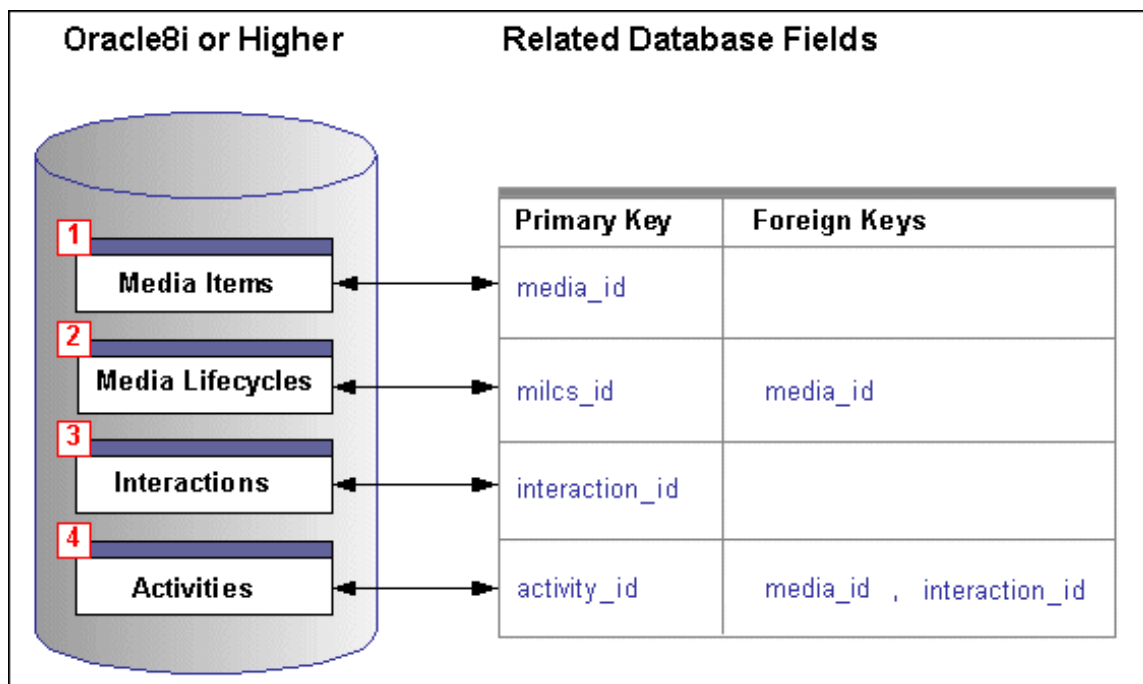 Oracle8i or Higher
Related Database Fields
Primary Key
Foreign Keys
1
Media Items
media_id
2
Media Lifecycles
milcs_id
media_id
3
Interactions
interaction_id
4
Activities
activity_id
media_id , interaction_id